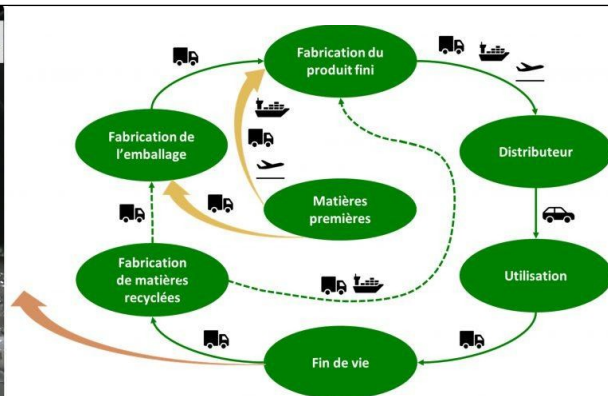 Fabrication du
produit fini
Fabrication de
l'emballage
Distributeur
Matières
premières
Fabrication
de matières
recyclées
Utilisation
Fin de vie